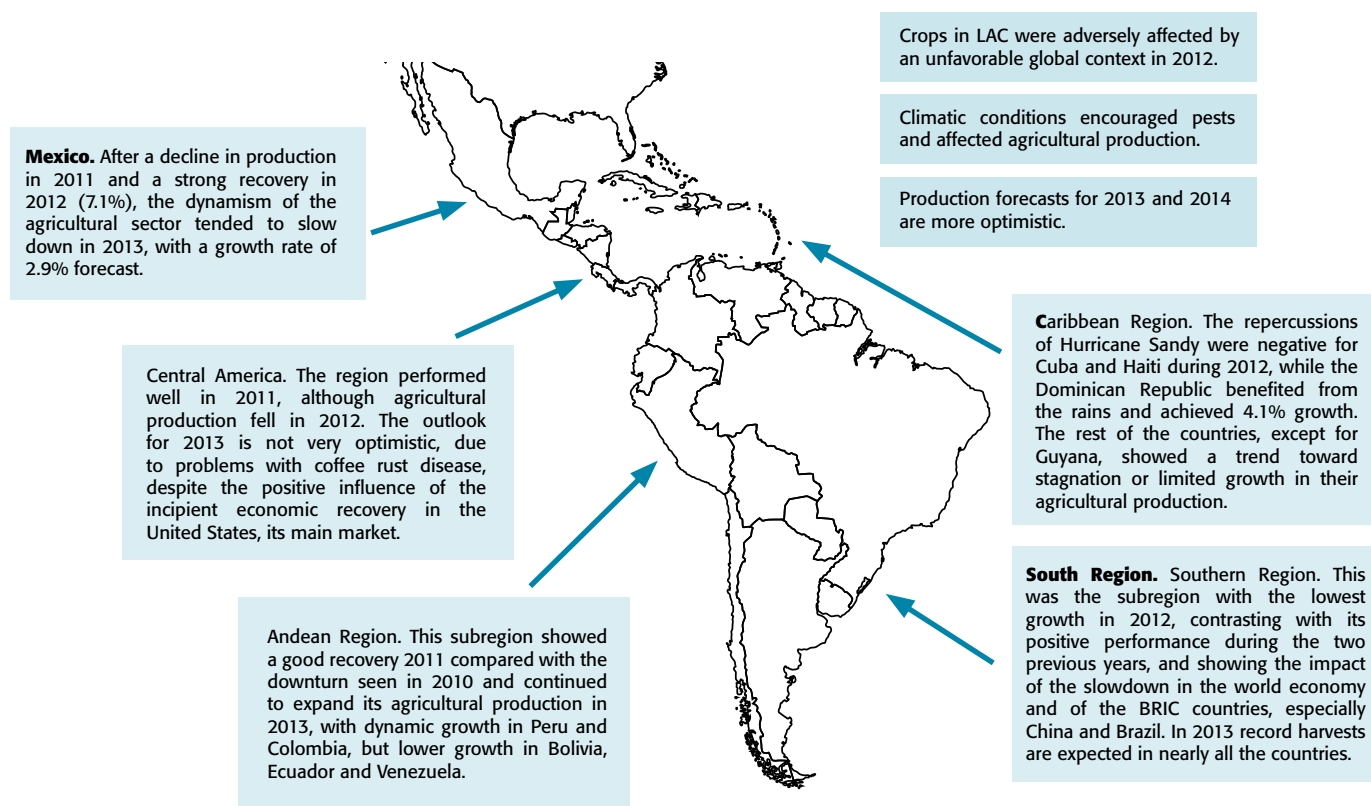 Crops in LAC were adversely affected by
an unfavorable global context in 2012.
Climatic conditions encouraged pests
and affected agricultural production.
Production forecasts for 2013 and 2014
are more optimistic.
Mexico. After a decline in production
in 2011 and a strong recovery in
2012 (7.1%), the dynamism of the
agricultural sector tended to slow
down in 2013, with a growth rate of
2.9% forecast.
Central America. The region performed
well in 2011, although agricultural
production fell in 2012. The outlook
for 2013 is not very optimistic, due
to problems with coffee rust disease,
despite the positive influence of the
incipient economic recovery in the
United States, its main market.
Andean Region. This subregion showed
a good recovery 2011 compared with the
downturn seen in 2010 and continued
to expand its agricultural production in
2013, with dynamic growth in Peru and
Colombia, but lower growth in Bolivia,
Ecuador and Venezuela.
Caribbean Region. The repercussions
of Hurricane Sandy were negative for
Cuba and Haiti during 2012, while the
Dominican Republic benefited from
the rains and achieved 4.1% growth.
The rest of the countries, except for
Guyana, showed a trend toward
stagnation or limited growth in their
agricultural production.
South Region. Southern Region. This
was the subregion with the lowest
growth in 2012, contrasting with its
positive performance during the two
previous years, and showing the impact
of the slowdown in the world economy
and of the BRIC countries, especially
China and Brazil. In 2013 record harvests
are expected in nearly all the countries.